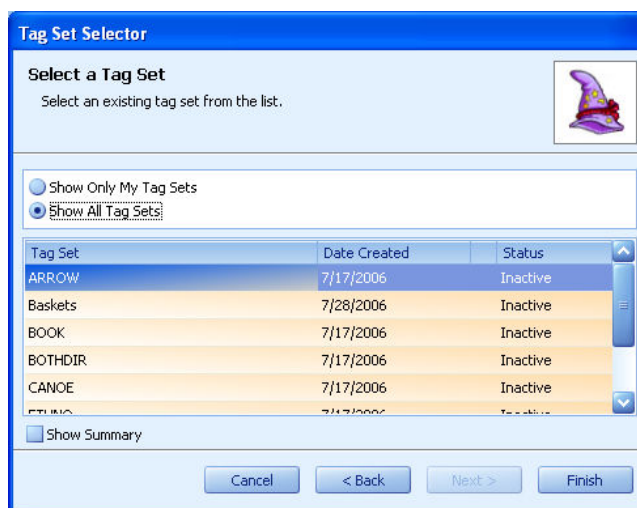 Tag Set Selector
Select a Tag Set
Select an existing tag set from the list.
Show Only My Tag Sets
Show All Tag Sets
Tag Set Date Created Status
ARROW 7/17/2006 Inactive
Baskets 7/28/2006 Inactive
BOOK 7/17/2006 Inactive
BOTHDIR 7/17/2006 Inactive
CANOE 7/17/2006 Inactive
Show Summary
Cancel < Back Next > Finish